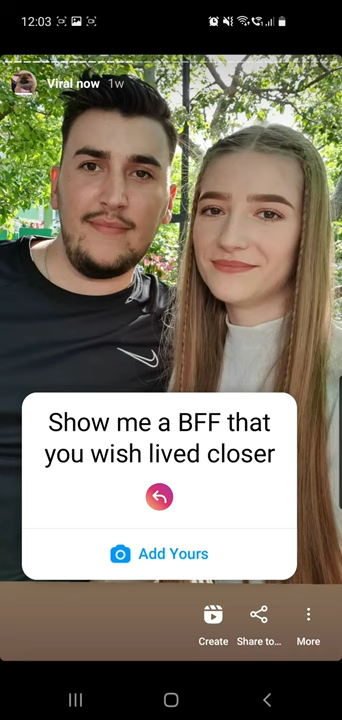 12:03
Viral now 1w
Show me a BFF that
you wish lived closer
Add Yours
Create Share to... More